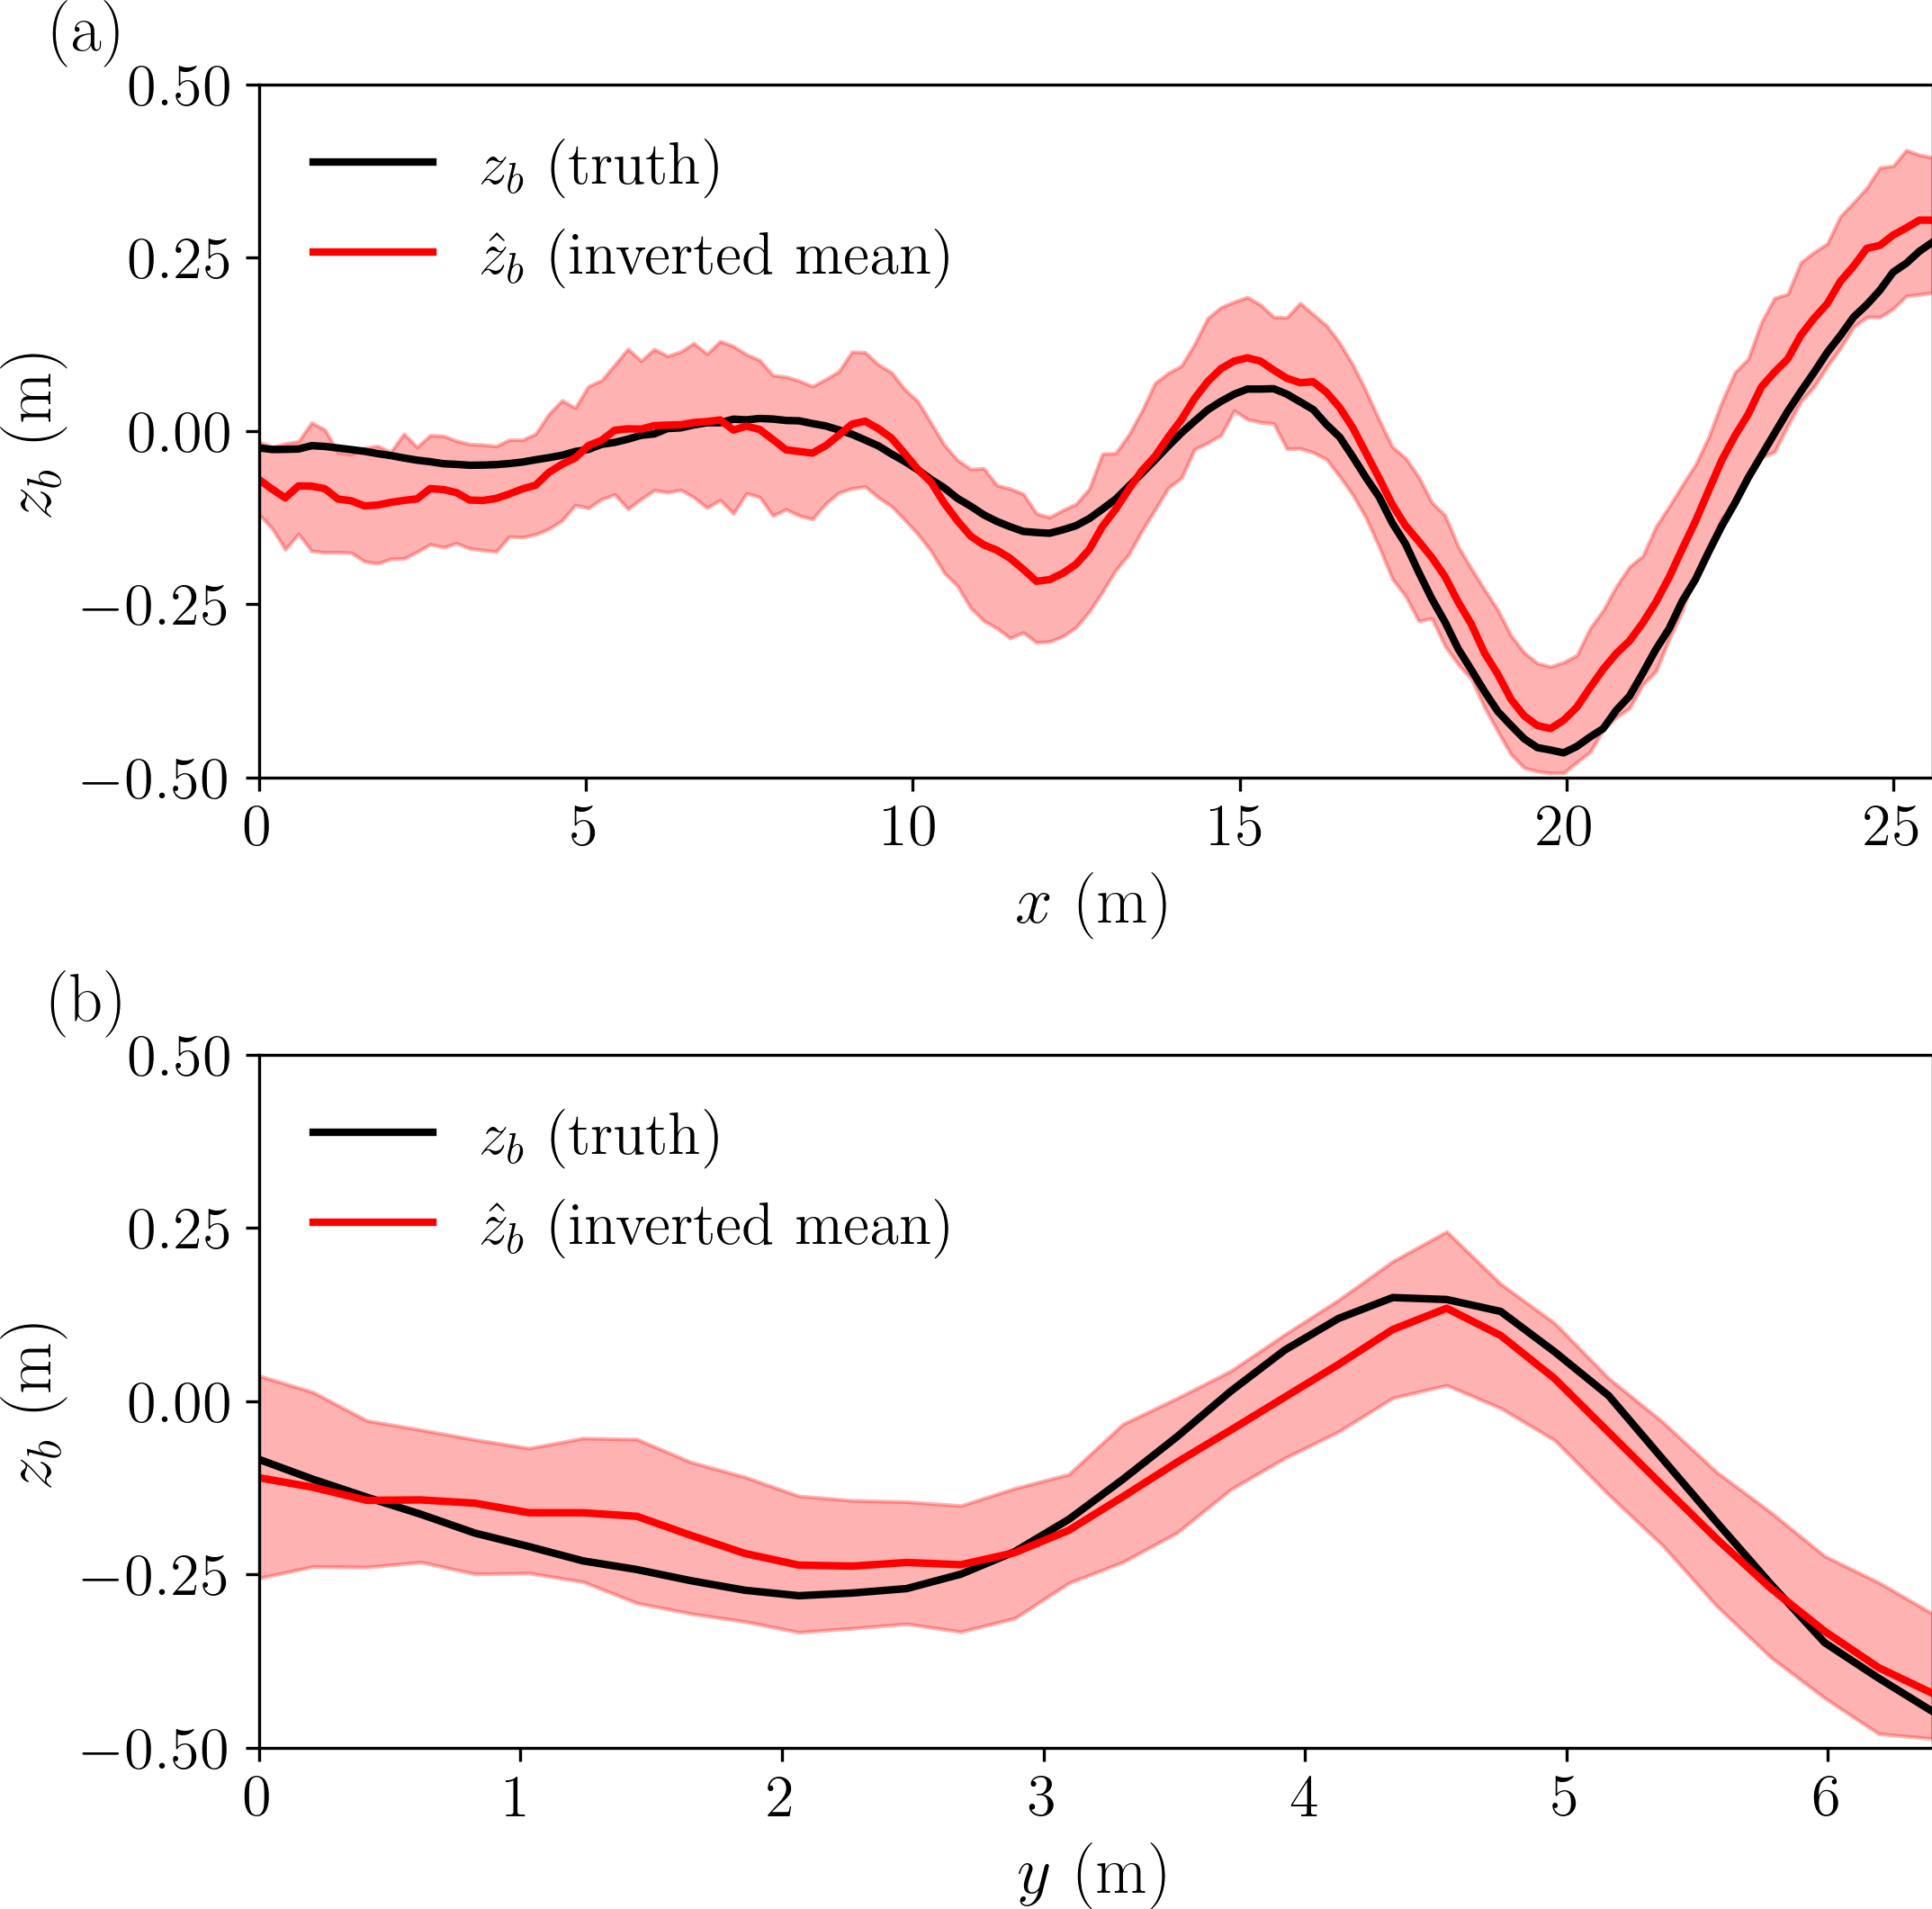 (a)
0.50
0.25
0.00
−0.25
−0.50
z_b (m)
z_b (truth)
ẑ_b (inverted mean)
0 5 10 15 20 25
x (m)
(b)
0.50
0.25
0.00
−0.25
−0.50
z_b (m)
z_b (truth)
ẑ_b (inverted mean)
0 1 2 3 4 5 6
y (m)